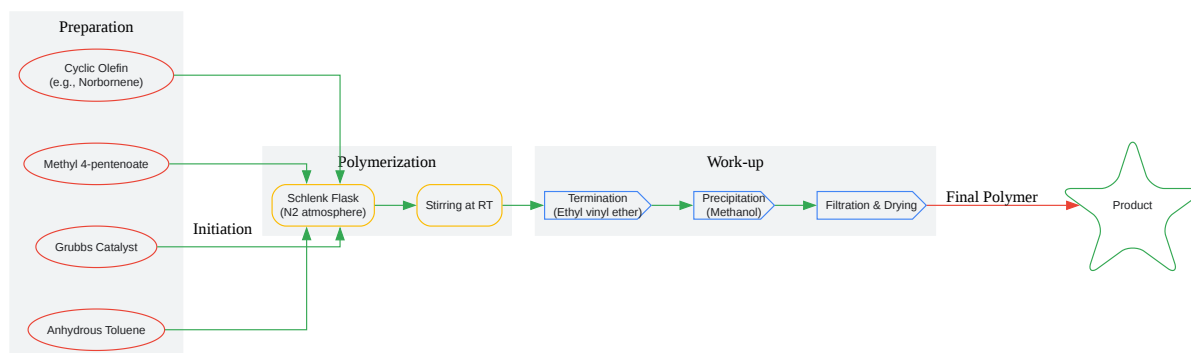 Preparation
Cyclic Olefin
(e.g., Norbornene)
Methyl 4-pentenoate
Grubbs Catalyst
Anhydrous Toluene
Initiation
Polymerization
Schlenk Flask
(N2 atmosphere)
Stirring at RT
Work-up
Termination
(Ethyl vinyl ether)
Precipitation
(Methanol)
Filtration & Drying
Final Polymer
Product